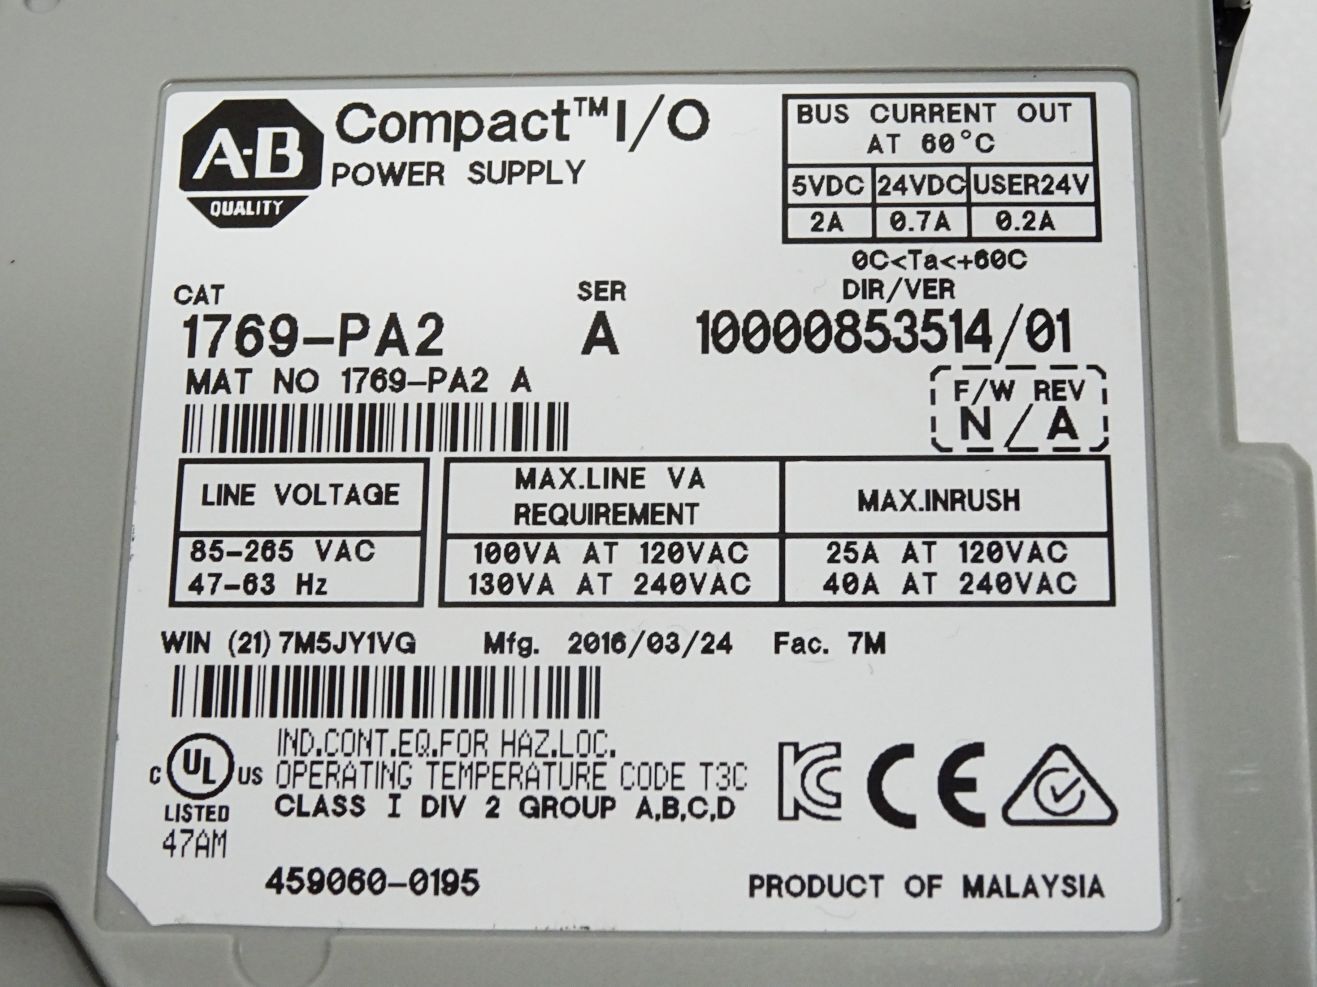 A-B
QUALITY
Compact™ I/O
POWER SUPPLY
BUS CURRENT OUT
AT 60°C
5VDC 24VDC USER24V
2A 0.7A 0.2A
0C<Ta<+60C
CAT
SER
DIR/VER
1769-PA2 A 10000853514/01
MAT NO 1769-PA2 A
F/W REV
N/A
LINE VOLTAGE
85-265 VAC
47-63 Hz
MAX.LINE VA
REQUIREMENT
100VA AT 120VAC
130VA AT 240VAC
MAX.INRUSH
25A AT 120VAC
40A AT 240VAC
WIN (21) 7M5JY1VG Mfg. 2016/03/24 Fac. 7M
C UL US
LISTED
47AM
IND.CONT.EQ.FOR HAZ.LOC.
OPERATING TEMPERATURE CODE T3C
CLASS I DIV 2 GROUP A,B,C,D
KC CE
459060-0195
PRODUCT OF MALAYSIA